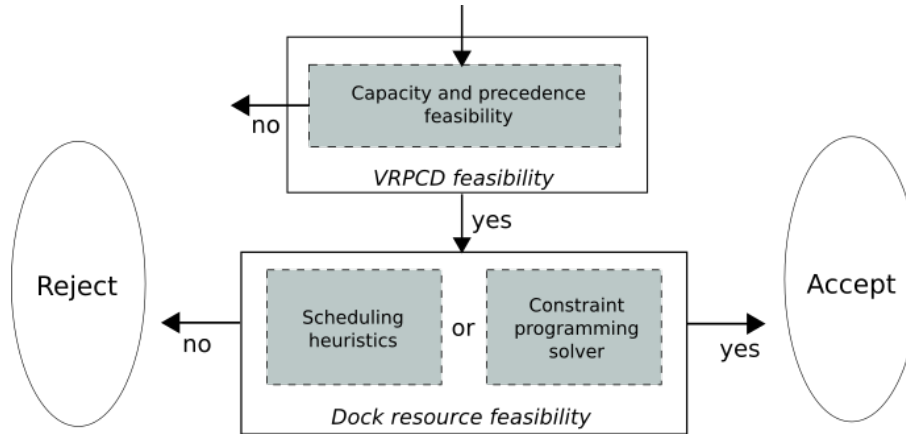 Capacity and precedence
feasibility
no
VRPCD feasibility
yes
Reject
Scheduling
heuristics
or
Constraint
programming
solver
Accept
no
yes
Dock resource feasibility